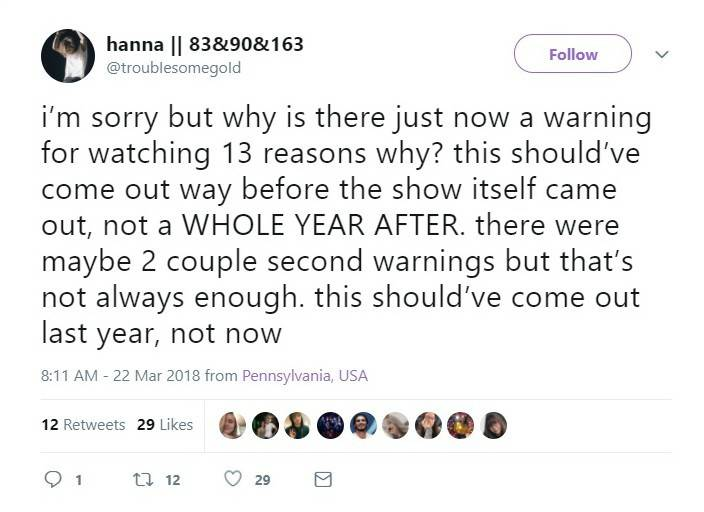 hanna || 83&90&163
@troublesomegold
Follow
i'm sorry but why is there just now a warning
for watching 13 reasons why? this should've
come out way before the show itself came
out, not a WHOLE YEAR AFTER. there were
maybe 2 couple second warnings but that's
not always enough. this should've come out
last year, not now
8:11 AM - 22 Mar 2018 from Pennsylvania, USA
12 Retweets 29 Likes
1 12 29